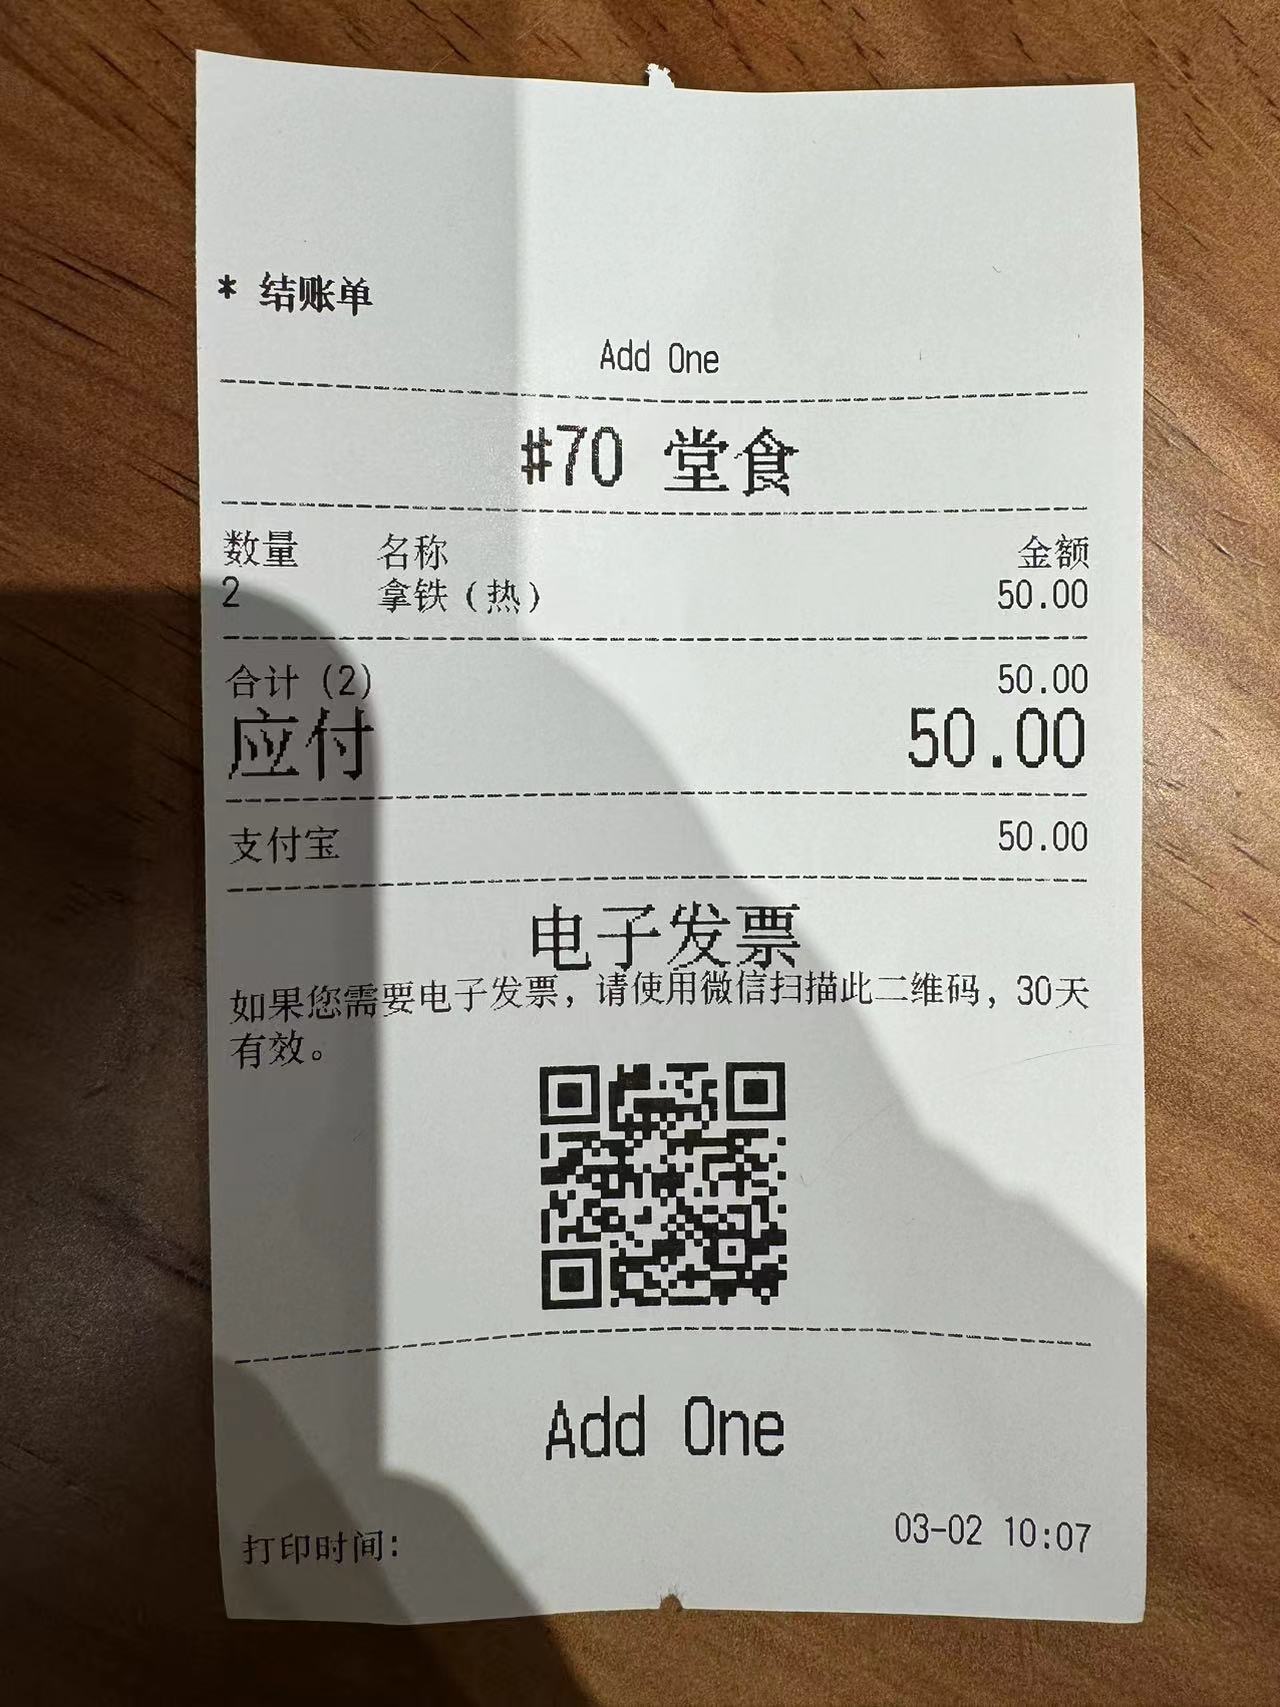 * 结账单
Add One
#70 堂食
数量 名称 金额
2 拿铁（热） 50.00
合计 (2) 50.00
应付 50.00
支付宝 50.00
电子发票
如果您需要电子发票，请使用微信扫描此二维码，30天
有效。
Add One
打印时间: 03-02 10:07